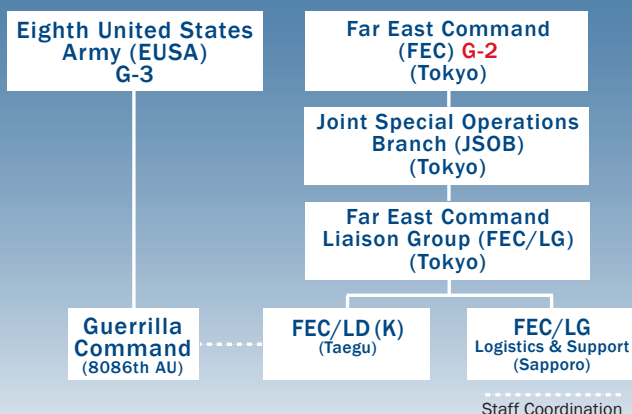 Eighth United States
Army (EUSA)
G-3
Far East Command
(FEC) G-2
(Tokyo)
Joint Special Operations
Branch (JSOB)
(Tokyo)
Far East Command
Liaison Group (FEC/LG)
(Tokyo)
Guerrilla
Command
(8086th AU)
FEC/LD (K)
(Taegu)
FEC/LG
Logistics & Support
(Sapporo)
Staff Coordination